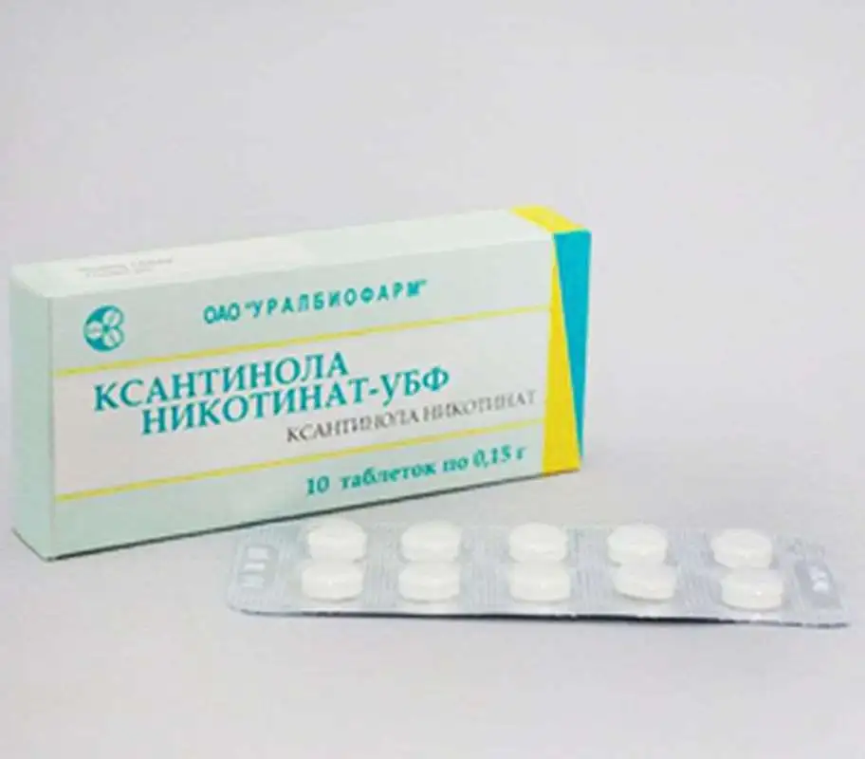 ОАО "УРАЛБИОФАРМ"
КСАНТИНОЛА
НИКОТИНАТ-УБФ
КСАНТИНОЛА НИКОТИНАТ
10 таблеток по 0,15 г